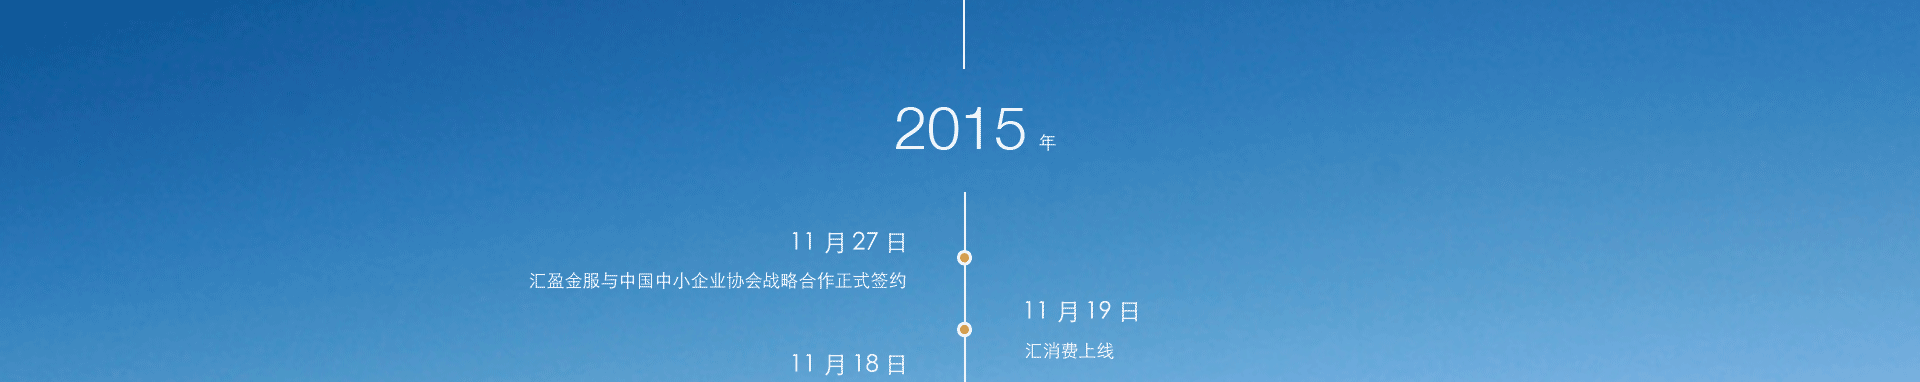 2015 年
11 月 27 日
汇盈金服与中国中小企业协会战略合作正式签约
11 月 19 日
汇消费上线
11 月 18 日